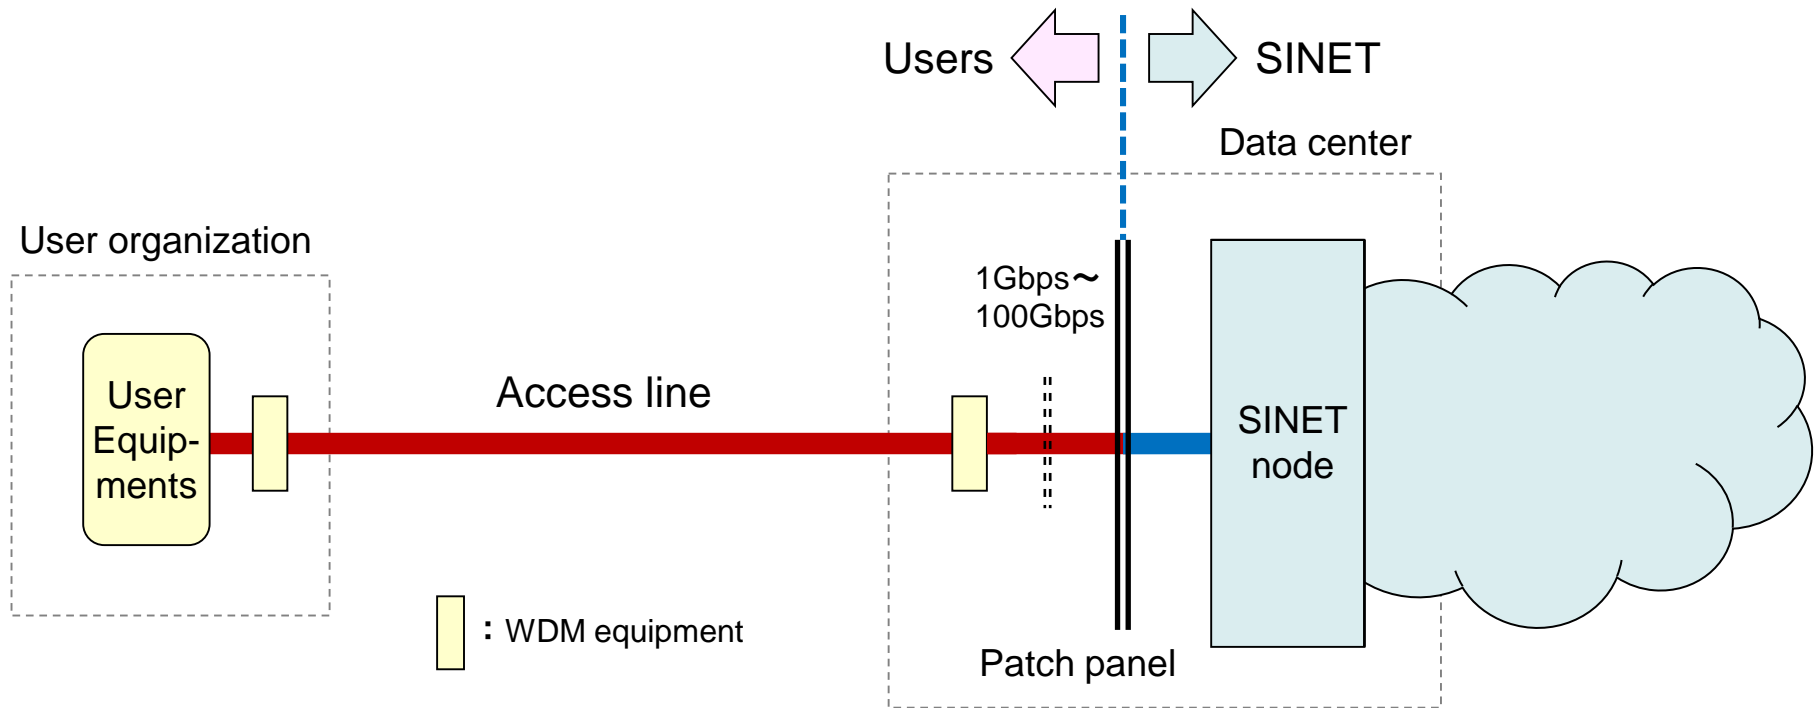 Users
SINET
Data center
User organization
1Gbps~
100Gbps
User
Equip-
ments
Access line
SINET
node
: WDM equipment
Patch panel